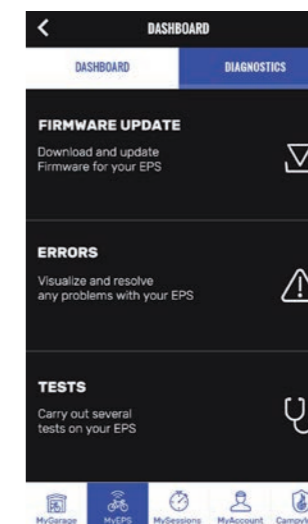 DASHBOARD
DASHBOARD DIAGNOSTICS
FIRMWARE UPDATE
Download and update
Firmware for your EPS
ERRORS
Visualize and resolve
any problems with your EPS
TESTS
Carry out several
tests on your EPS
MyGarage MyEPS MySessions MyAccount